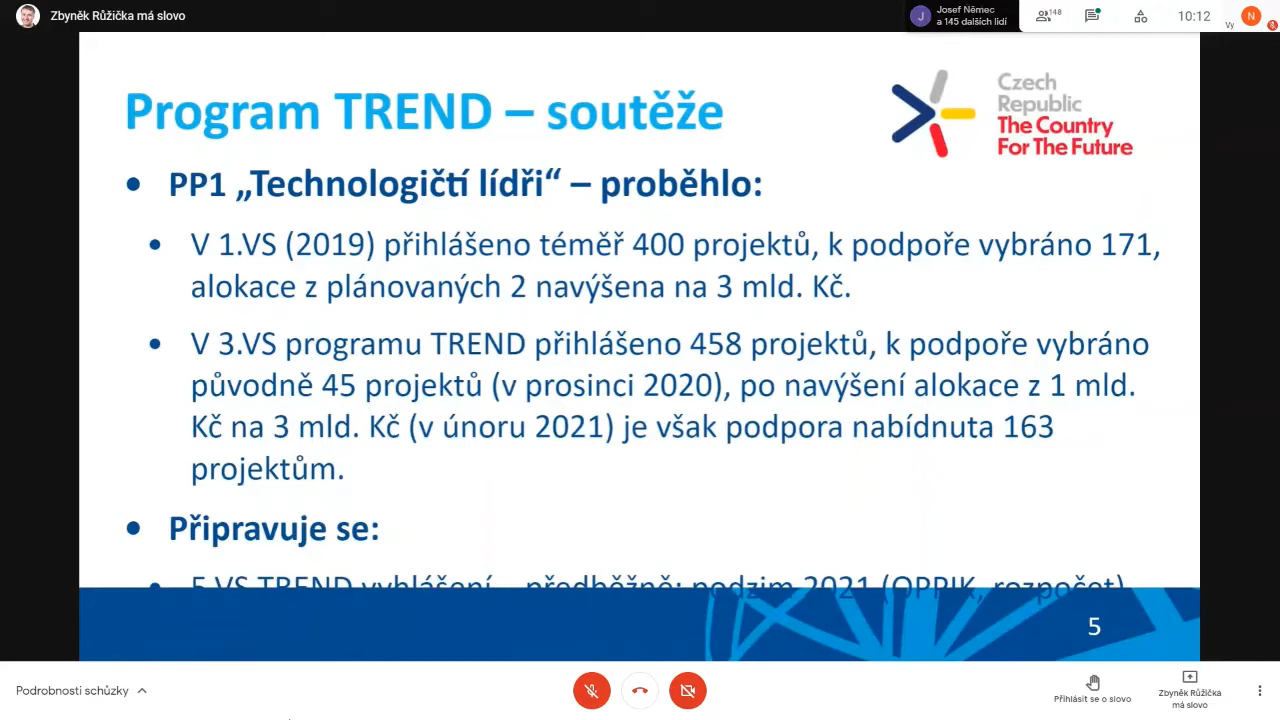 Zbyněk Růžička má slovo
J
Josef Němec
a 145 dalších lidí
148
10:12
Vy
N
Program TREND – soutěže
Czech
Republic
The Country
For The Future
• PP1 „Technologičtí lídři“ – proběhlo:
• V 1.VS (2019) přihlášeno téměř 400 projektů, k podpoře vybráno 171,
alokace z plánovaných 2 navýšena na 3 mld. Kč.
• V 3.VS programu TREND přihlášeno 458 projektů, k podpoře vybráno
původně 45 projektů (v prosinci 2020), po navýšení alokace z 1 mld.
Kč na 3 mld. Kč (v únoru 2021) je však podpora nabídnuta 163
projektům.
• Připravuje se:
• 5.VS TREND vyhlášení – předběžně: podzim 2021 (OPPIK, rozpočet)
5
Podrobnosti schůzky
Přihlásit se o slovo
Zbyněk Růžička
má slovo